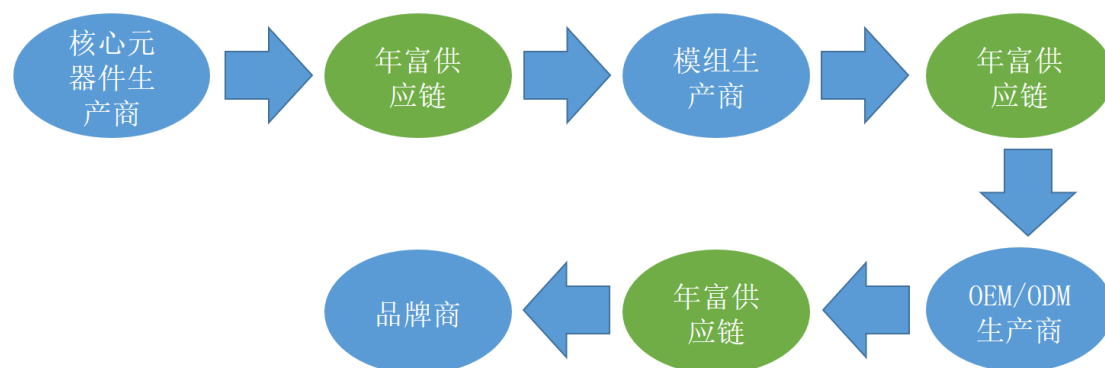 核心元
器件生
产商
年富供
应链
模组生
产商
年富供
应链
OEM/ODM
生产商
年富供
应链
品牌商